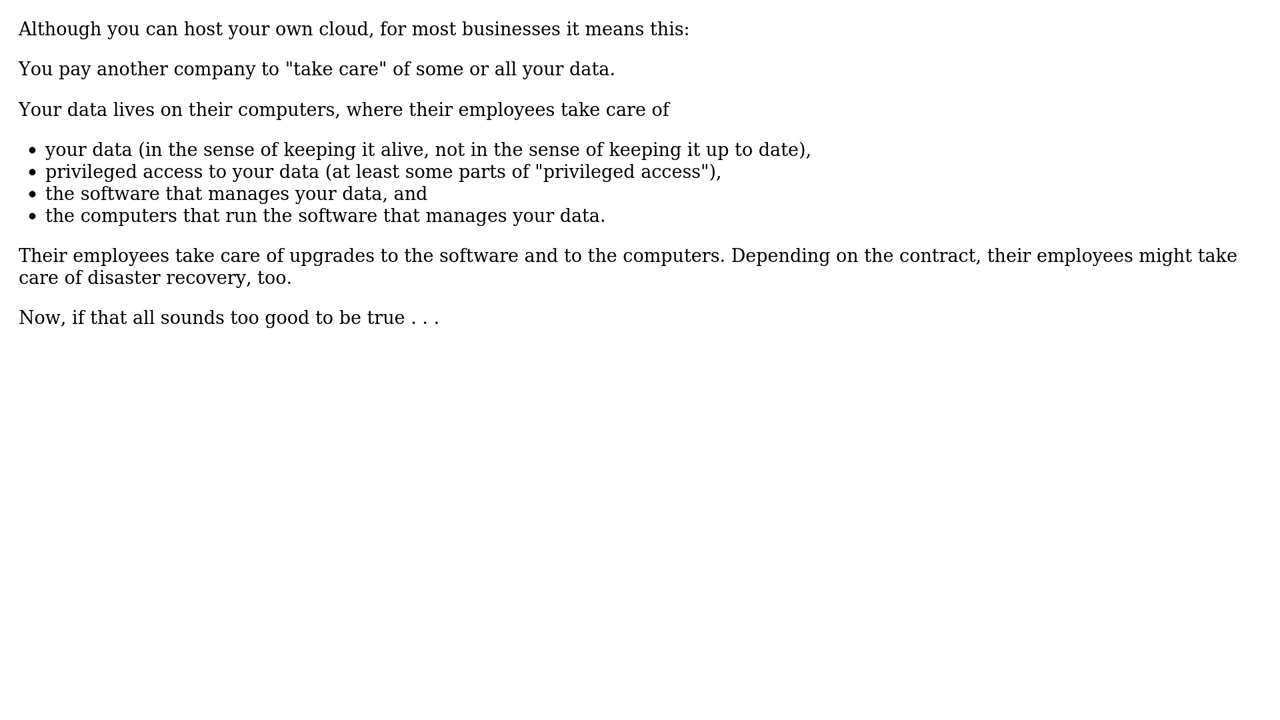 Although you can host your own cloud, for most businesses it means this:
You pay another company to "take care" of some or all your data.
Your data lives on their computers, where their employees take care of
• your data (in the sense of keeping it alive, not in the sense of keeping it up to date),
• privileged access to your data (at least some parts of "privileged access"),
• the software that manages your data, and
• the computers that run the software that manages your data.
Their employees take care of upgrades to the software and to the computers. Depending on the contract, their employees might take
care of disaster recovery, too.
Now, if that all sounds too good to be true . . .